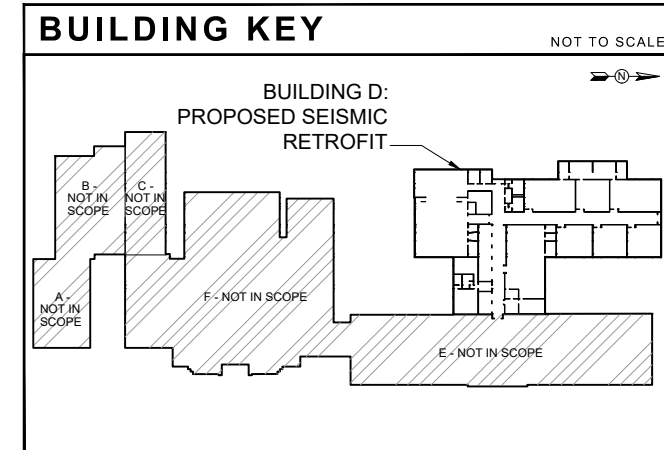 BUILDING KEY
NOT TO SCALE
N
BUILDING D:
PROPOSED SEISMIC
RETROFIT
B -
NOT IN
SCOPE
C -
NOT IN
SCOPE
A -
NOT IN
SCOPE
F - NOT IN SCOPE
E - NOT IN SCOPE